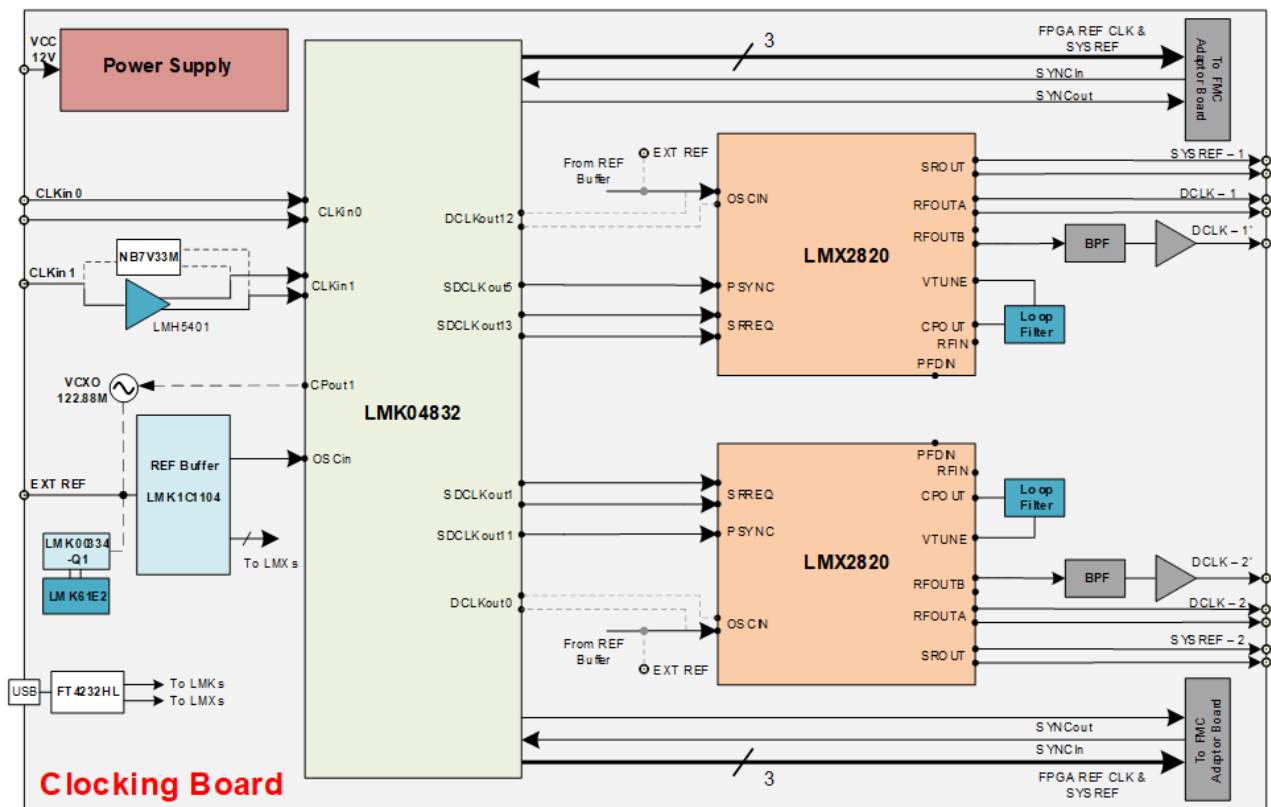 VCC
12V
Power Supply
3
FPGA REF CLK &
SYSREF
SYNCIn
SYNCout
To FMC
Adaptor Board
CLKin 0
CLKin0
NB7V33M
CLKin 1
CLKin1
LMH5401
From REF
Buffer
EXT REF
OSCIN
DCLKout12
SDCLKout5
PSYNC
SDCLKout13
SRREQ
LMX2820
SROUT
RFOUTA
RFOUTB
VTUNE
CPOUT
RFIN
PFDIN
BPF
Loop
Filter
SYSREF – 1
DCLK – 1
DCLK – 1'
VCXO
122.88M
CPout1
LMK04832
REF Buffer
LMK1C1104
OSCin
EXT REF
To LMXs
LMK00334
-Q1
LMK61E2
SDCLKout1
SRREQ
SDCLKout11
PSYNC
DCLKout0
OSCIN
From REF
Buffer
EXT REF
PFDIN
RFIN
CPOUT
VTUNE
LMX2820
RFOUTB
RFOUTA
SROUT
Loop
Filter
BPF
DCLK – 2'
DCLK – 2
SYSREF – 2
USB
FT4232HL
To LMKs
To LMXs
SYNCout
SYNCIn
3
FPGA REF CLK &
SYSREF
To FMC
Adaptor Board
Clocking Board